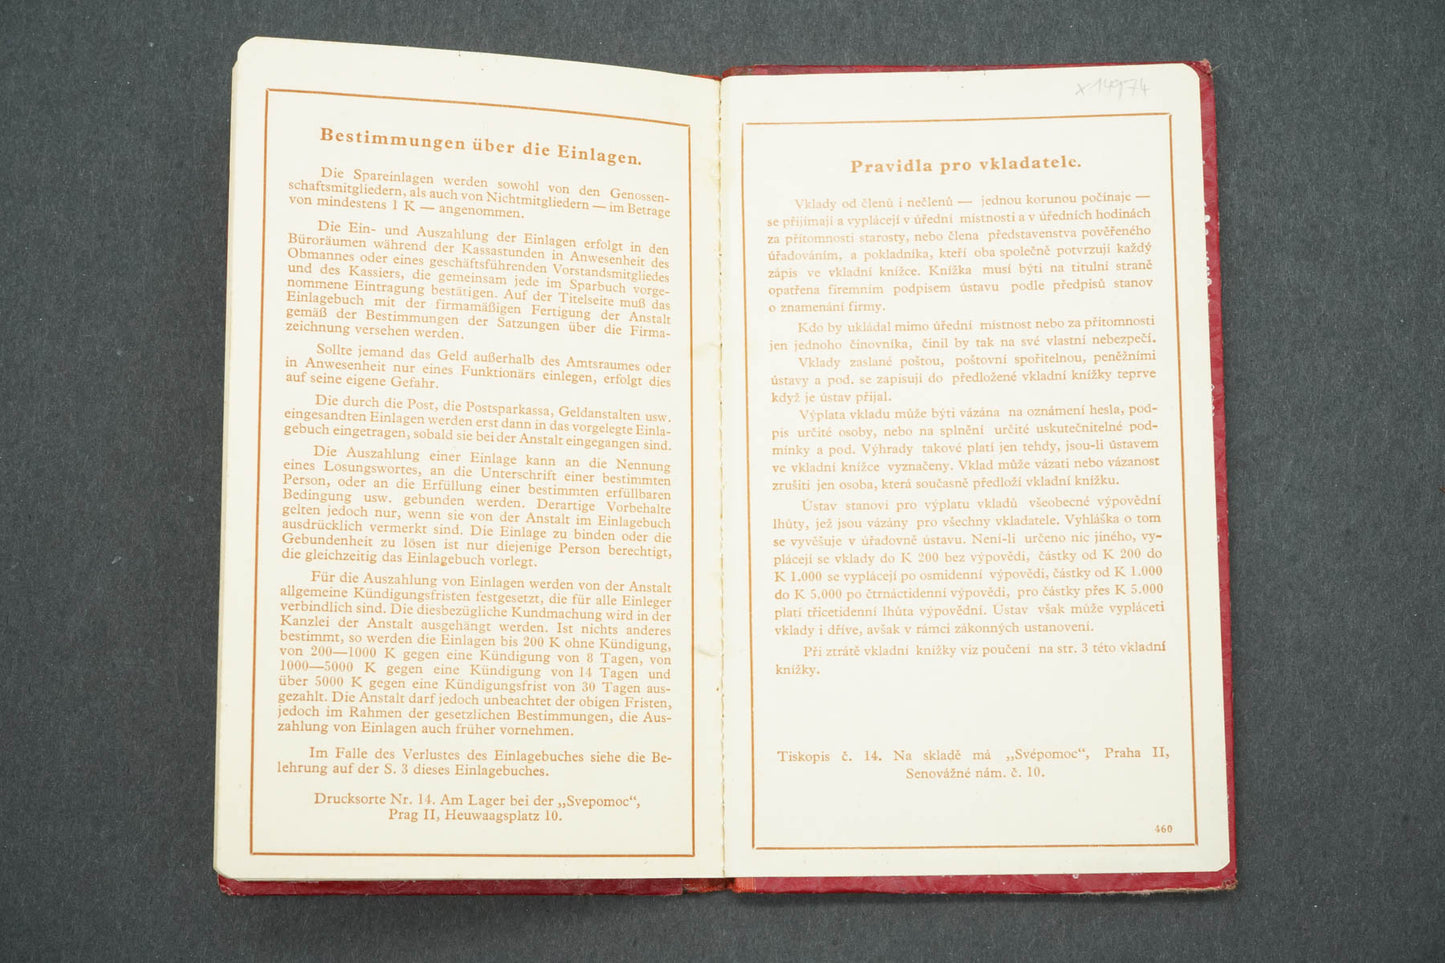 Bestimmungen über die Einlagen.
Die Spareinlagen werden sowohl von den Genossen-
schaftsmitgliedern, als auch von Nichtmitgliedern — im Betrage
von mindestens 1 K — angenommen.
Die Ein- und Auszahlung der Einlagen erfolgt in den
Büroräumen während der Kassastunden in Anwesenheit des
Obmannes oder eines geschäftsführenden Vorstandsmitgliedes
und des Kassiers, die gemeinsam jede im Sparbuch vorge-
nommene Eintragung bestätigen. Auf der Titelseite muß das
Einlagebuch mit der firmamäßigen Fertigung der Anstalt
gemäß der Bestimmungen der Satzungen über die Firma-
zeichnung versehen werden.
Sollte jemand das Geld außerhalb des Amtsraumes oder
in Anwesenheit nur eines Funktionärs einlegen, erfolgt dies
auf seine eigene Gefahr.
Die durch die Post, die Postsparkassa, Geldanstalten usw.
eingesandten Einlagen werden erst dann in das vorgelegte Einla-
gebuch eingetragen, sobald sie bei der Anstalt eingegangen sind.
Die Auszahlung einer Einlage kann an die Nennung
eines Losungswortes, an die Unterschrift einer bestimmten
Person, oder an die Erfüllung einer bestimmten erfüllbaren
Bedingung usw. gebunden werden. Derartige Vorbehalte
gelten jedoch nur, wenn sie von der Anstalt im Einlagebuch
ausdrücklich vermerkt sind. Die Einlage zu binden oder die
Gebundenheit zu lösen ist nur diejenige Person berechtigt,
die gleichzeitig das Einlagebuch vorlegt.
Für die Auszahlung von Einlagen werden von der Anstalt
allgemeine Kündigungsfristen festgesetzt, die für alle Einleger
verbindlich sind. Die diesbezügliche Kundmachung wird in der
Kanzlei der Anstalt ausgehängt werden. Ist nichts anderes
bestimmt, so werden die Einlagen bis 200 K ohne Kündigung,
von 200—1000 K gegen eine Kündigung von 8 Tagen, von
1000—5000 K gegen eine Kündigung von 14 Tagen und
über 5000 K gegen eine Kündigungsfrist von 30 Tagen aus-
gezahlt. Die Anstalt darf jedoch unbeachtet der obigen Fristen,
jedoch im Rahmen der gesetzlichen Bestimmungen, die Aus-
zahlung von Einlagen auch früher vornehmen.
Im Falle des Verlustes des Einlagebuches siehe die Be-
lehrung auf der S. 3 dieses Einlagebuches.
Drucksorte Nr. 14. Am Lager bei der „Svepomoc“,
Prag II, Heuwaagsplatz 10.
x 14974
Pravidla pro vkladatele.
Vklady od členů i nečlenů — jednou korunou počínaje —
se přijímají a vyplácejí v úřední místnosti a v úředních hodinách
za přítomnosti starosty, nebo člena představenstva pověřeného
úřadováním, a pokladníka, kteří oba společně potvrzují každý
zápis ve vkladní knížce. Knížka musí býti na titulní straně
opatřena firemním podpisem ústavu podle předpisů stanov
o znamenání firmy.
Kdo by ukládal mimo úřední místnost nebo za přítomnosti
jen jednoho činovníka, činil by tak na své vlastní nebezpečí.
Vklady zaslané poštou, poštovní spořitelnou, peněžními
ústavy a pod. se zapisují do předložené vkladní knížky teprve
když je ústav přijal.
Výplata vkladu může býti vázána na oznámení hesla, pod-
pis určité osoby, nebo na splnění určité uskutečnitelné pod-
mínky a pod. Výhrady takové platí jen tehdy, jsou-li ústavem
ve vkladní knížce vyznačeny. Vklad může vázati nebo vázanost
zrušiti jen osoba, která současně předloží vkladní knížku.
Ústav stanoví pro výplatu vkladů všeobecné výpovědní
lhůty, jež jsou vázány pro všechny vkladatele. Vyhláška o tom
se vyvěšuje v úřadovně ústavu. Není-li určeno nic jiného, vy-
plácejí se vklady do K 200 bez výpovědi, částky od K 200 do
K 1.000 se vyplácejí po osmidenní výpovědi, částky od K 1.000
do K 5.000 po čtrnáctidenní výpovědi, pro částky přes K 5.000
platí třicetidenní lhůta výpovědní. Ústav však může vypláceti
vklady i dříve, avšak v rámci zákonných ustanovení.
Při ztrátě vkladní knížky viz poučení na str. 3 této vkladní
knížky.
Tiskopis č. 14. Na skladě má „Svépomoc“, Praha II,
Senovážné nám. č. 10.
460